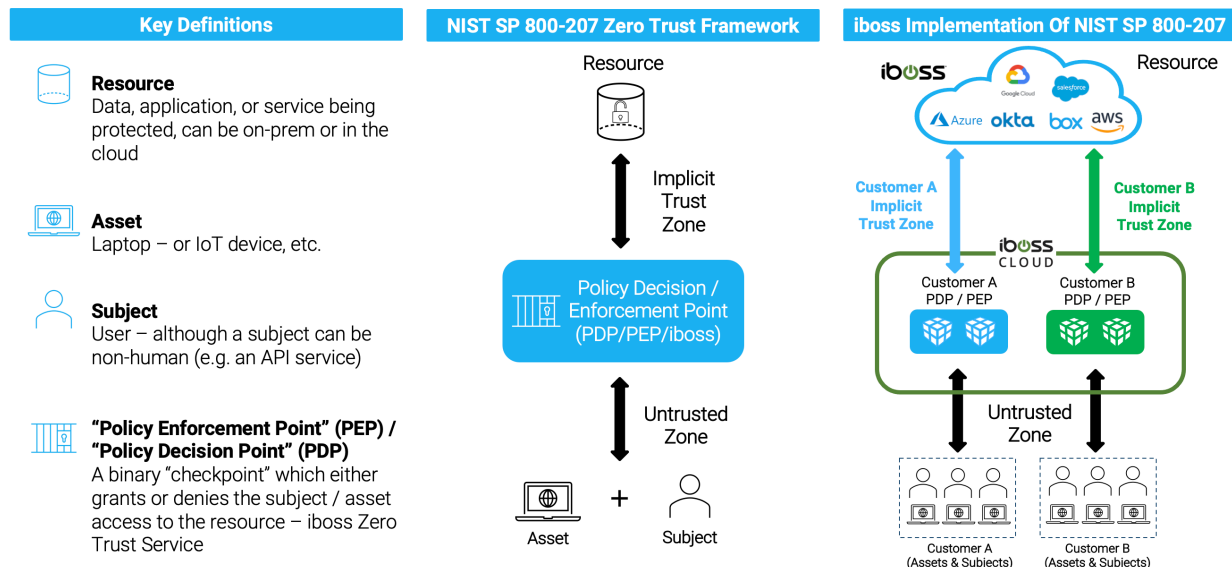 Key Definitions
Resource
Data, application, or service being
protected, can be on-prem or in the
cloud
Asset
Laptop – or IoT device, etc.
Subject
User – although a subject can be
non-human (e.g. an API service)
“Policy Enforcement Point” (PEP) /
“Policy Decision Point” (PDP)
A binary “checkpoint” which either
grants or denies the subject / asset
access to the resource – iboss Zero
Trust Service
NIST SP 800-207 Zero Trust Framework
Resource
Implicit
Trust
Zone
Policy Decision /
Enforcement Point
(PDP/PEP/iboss)
Untrusted
Zone
+
Asset
Subject
iboss Implementation Of NIST SP 800-207
iboss
Resource
Google Cloud
salesforce
Azure
okta
box
aws
Customer A
Implicit
Trust Zone
Customer B
Implicit
Trust Zone
iboss
CLOUD
Customer A
PDP / PEP
Customer B
PDP / PEP
Untrusted
Zone
Customer A
(Assets & Subjects)
Customer B
(Assets & Subjects)